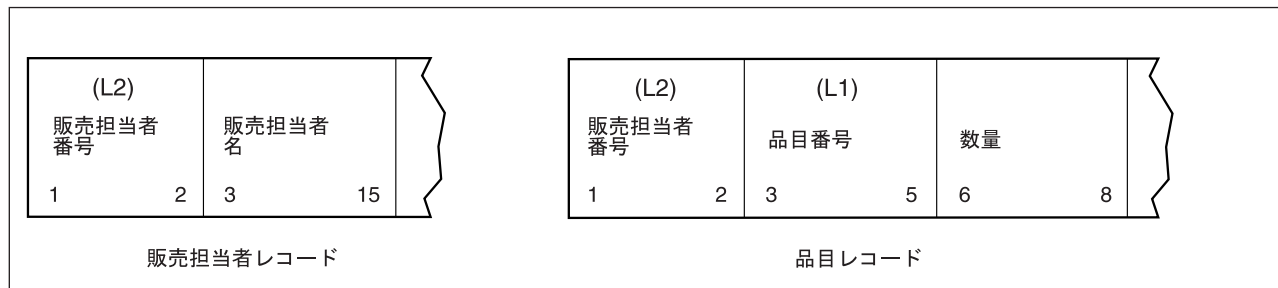 (L2)
販売担当者
番号
1 2
販売担当者
名
3 15
販売担当者レコード
(L2)
販売担当者
番号
1 2
(L1)
品目番号
3 5
数量
6 8
品目レコード